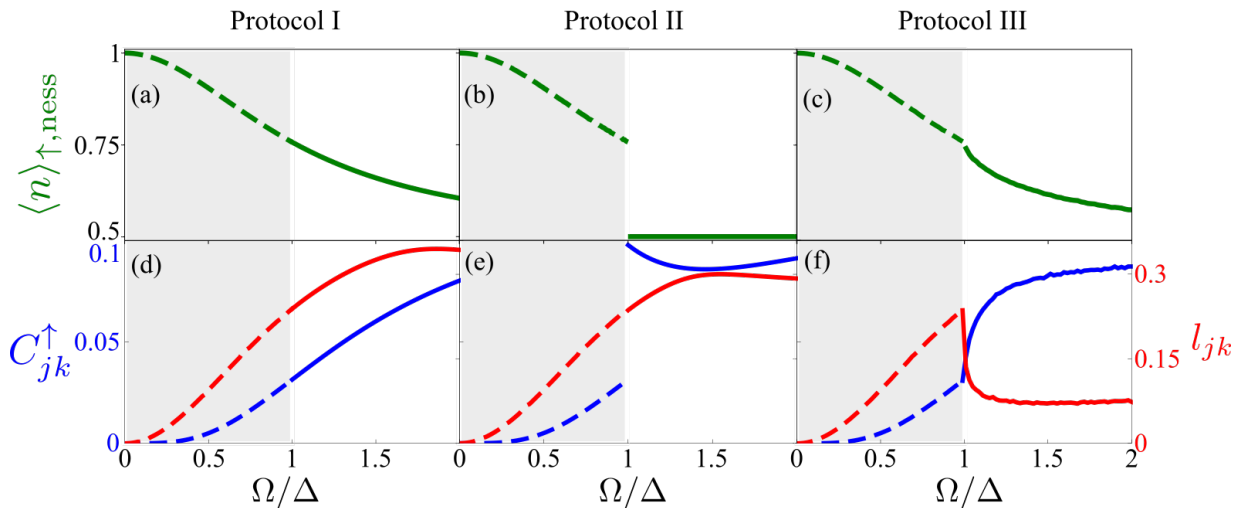 Protocol I Protocol II Protocol III
⟨n⟩↑,ness
1
0.75
0.5
(a) (b) (c)
C↑jk
0.1
0.05
0
(d) (e) (f)
0.3
0.15
0
ljk
0 0.5 1 1.5 0 0.5 1 1.5 0 0.5 1 1.5 2
Ω/Δ Ω/Δ Ω/Δ